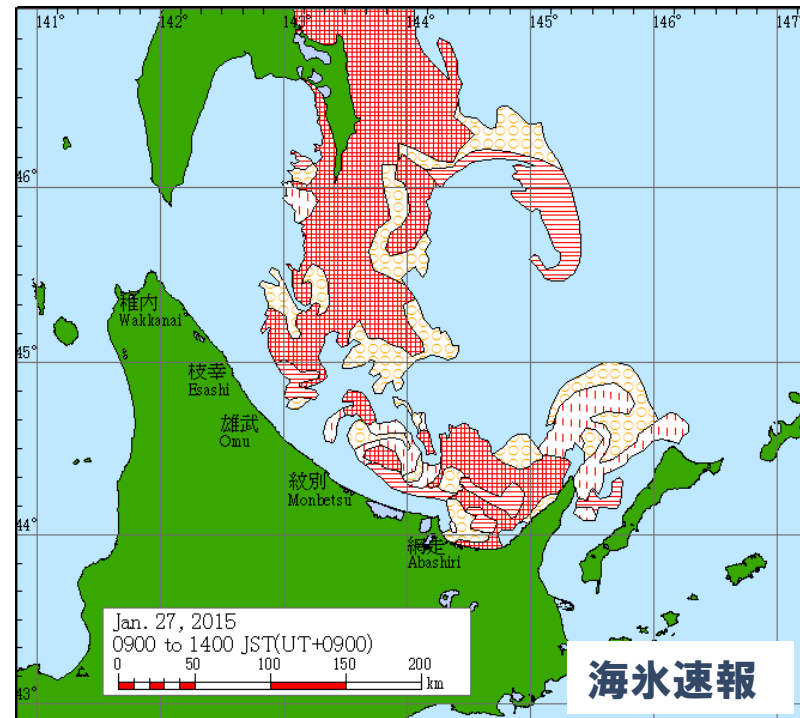 141° 142° 143° 144° 145° 146° 147°
46°
稚内
Wakkanai
45°
枝幸
Esashi
雄武
Omu
紋別
Monbetsu
44°
網走
Abashiri
Jan. 27, 2015
0900 to 1400 JST(UT+0900)
0 50 100 150 200
km
海氷速報
43°